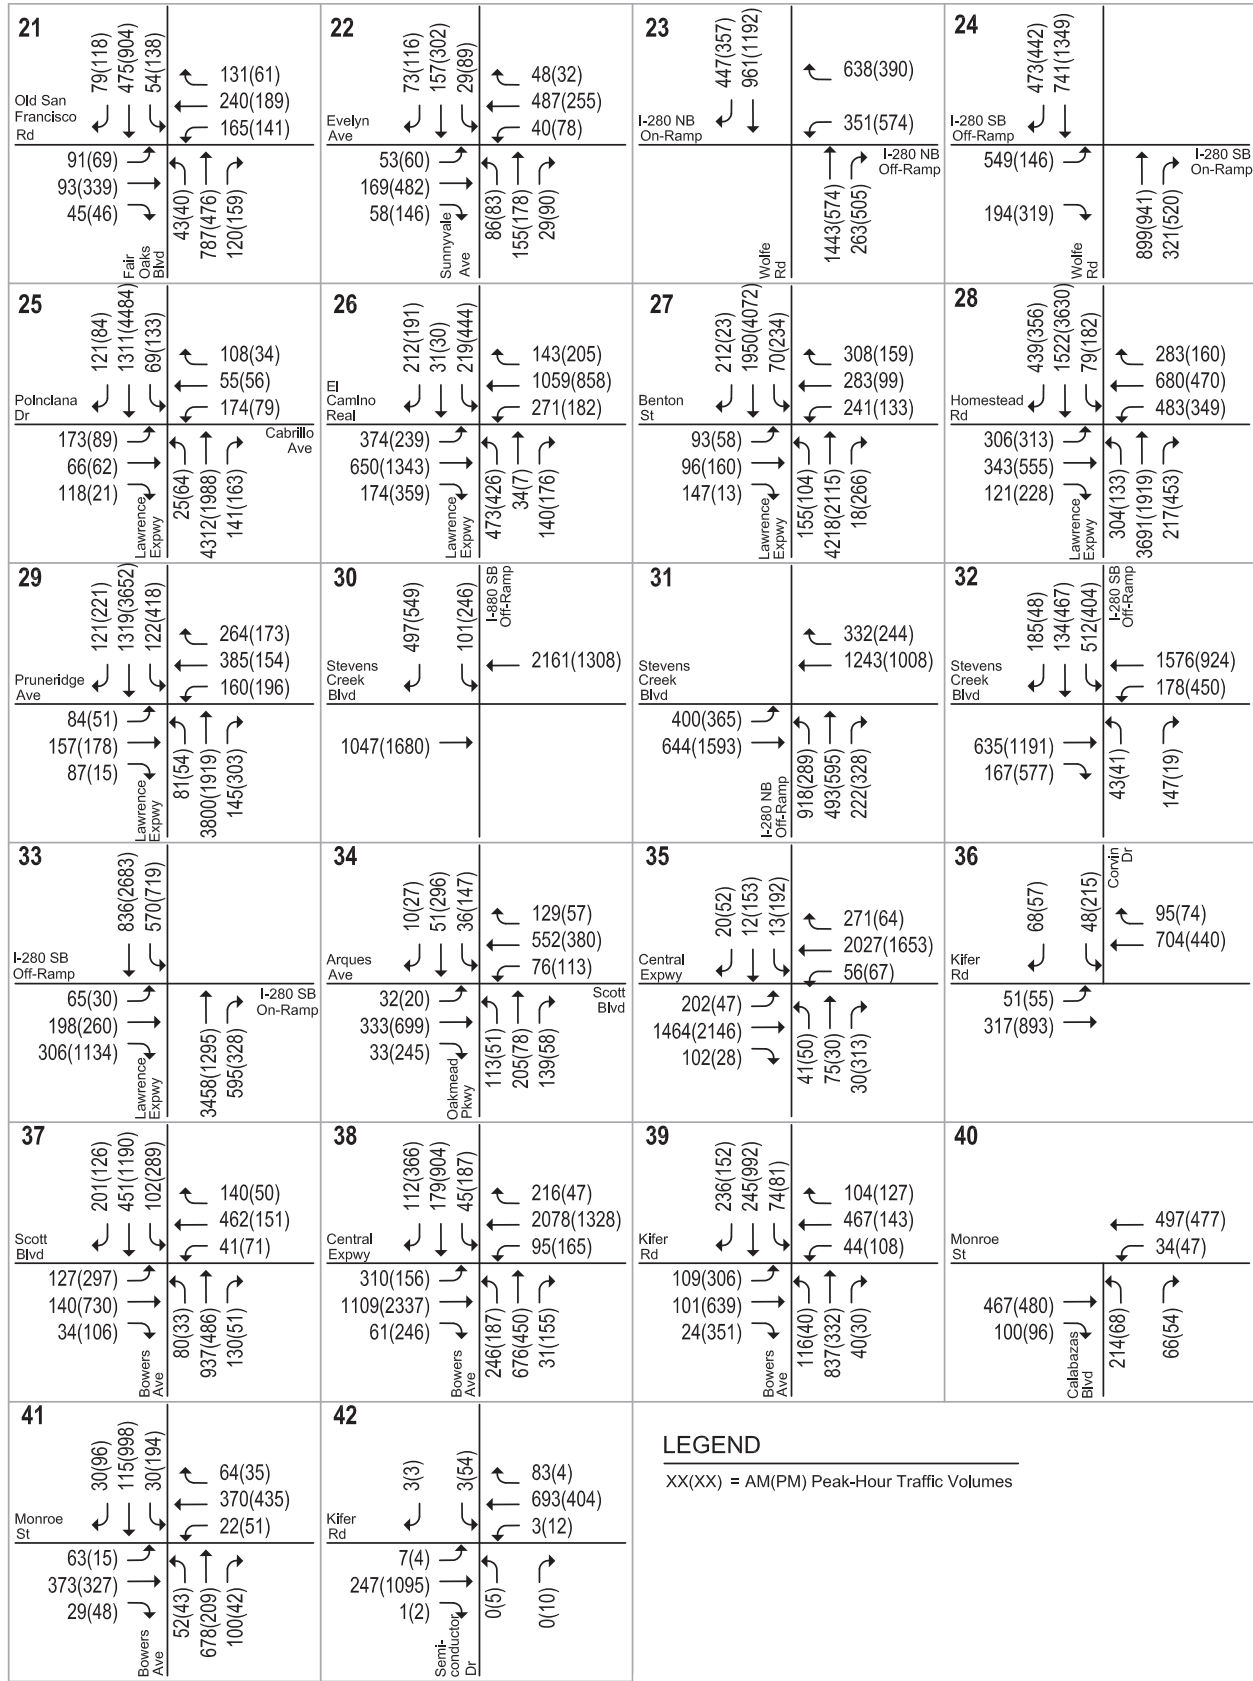 21
79(118)
475(904)
54(138)
131(61)
240(189)
165(141)
Old San
Francisco
Rd
91(69)
93(339)
45(46)
43(40)
787(476)
120(159)
Fair
Oaks
Blvd
22
73(116)
157(302)
29(89)
48(32)
487(255)
40(78)
Evelyn
Ave
53(60)
169(482)
58(146)
86(83)
155(178)
29(90)
Sunnyvale
Ave
23
447(357)
961(1192)
638(390)
351(574)
I-280 NB
On-Ramp
I-280 NB
Off-Ramp
1443(574)
263(505)
Wolfe
Rd
24
473(442)
741(1349)
I-280 SB
Off-Ramp
549(146)
194(319)
I-280 SB
On-Ramp
899(941)
321(520)
Wolfe
Rd
25
121(84)
1311(4484)
69(133)
108(34)
55(56)
174(79)
Poinciana
Dr
Cabrillo
Ave
173(89)
66(62)
118(21)
25(64)
4312(1988)
141(163)
Lawrence
Expwy
26
212(191)
31(30)
219(444)
143(205)
1059(858)
271(182)
El
Camino
Real
374(239)
650(1343)
174(359)
473(426)
34(7)
140(176)
Lawrence
Expwy
27
212(23)
1950(4072)
70(234)
308(159)
283(99)
241(133)
Benton
St
93(58)
96(160)
147(13)
155(104)
4218(2115)
18(266)
Lawrence
Expwy
28
439(356)
1522(3630)
79(182)
283(160)
680(470)
483(349)
Homestead
Rd
306(313)
343(555)
121(228)
304(133)
3691(1919)
217(453)
Lawrence
Expwy
29
121(221)
1319(3652)
122(418)
264(173)
385(154)
160(196)
Pruneridge
Ave
84(51)
157(178)
87(15)
81(54)
3800(1919)
145(303)
Lawrence
Expwy
30
497(549)
101(246)
I-880 SB
Off-Ramp
2161(1308)
Stevens
Creek
Blvd
1047(1680)
31
332(244)
1243(1008)
Stevens
Creek
Blvd
400(365)
644(1593)
918(289)
493(595)
222(328)
I-280 NB
Off-Ramp
32
185(48)
134(467)
512(404)
I-280 SB
Off-Ramp
1576(924)
178(450)
Stevens
Creek
Blvd
635(1191)
167(577)
43(41)
147(19)
33
836(2683)
570(719)
I-280 SB
Off-Ramp
65(30)
198(260)
306(1134)
I-280 SB
On-Ramp
3458(1295)
595(328)
Lawrence
Expwy
34
10(27)
51(296)
36(147)
129(57)
552(380)
76(113)
Arques
Ave
Scott
Blvd
32(20)
333(699)
33(245)
113(51)
205(78)
139(58)
Oakmead
Pkwy
35
20(52)
12(153)
13(192)
271(64)
2027(1653)
56(67)
Central
Expwy
202(47)
1464(2146)
102(28)
41(50)
75(30)
30(313)
36
68(57)
48(215)
Corvin
Dr
95(74)
704(440)
Kifer
Rd
51(55)
317(893)
37
201(126)
451(1190)
102(289)
140(50)
462(151)
41(71)
Scott
Blvd
127(297)
140(730)
34(106)
80(33)
937(486)
130(51)
Bowers
Ave
38
112(366)
179(904)
45(187)
216(47)
2078(1328)
95(165)
Central
Expwy
310(156)
1109(2337)
61(246)
246(187)
676(450)
31(155)
Bowers
Ave
39
236(152)
245(992)
74(81)
104(127)
467(143)
44(108)
Kifer
Rd
109(306)
101(639)
24(351)
116(40)
837(332)
40(30)
Bowers
Ave
40
497(477)
34(47)
Monroe
St
467(480)
100(96)
214(68)
66(54)
Calabazas
Blvd
41
30(96)
115(998)
30(194)
64(35)
370(435)
22(51)
Monroe
St
63(15)
373(327)
29(48)
52(43)
678(209)
100(42)
Bowers
Ave
42
3(3)
3(54)
83(4)
693(404)
3(12)
Kifer
Rd
7(4)
247(1095)
1(2)
0(5)
0(10)
Semi-
conductor
Dr
LEGEND
XX(XX) = AM(PM) Peak-Hour Traffic Volumes